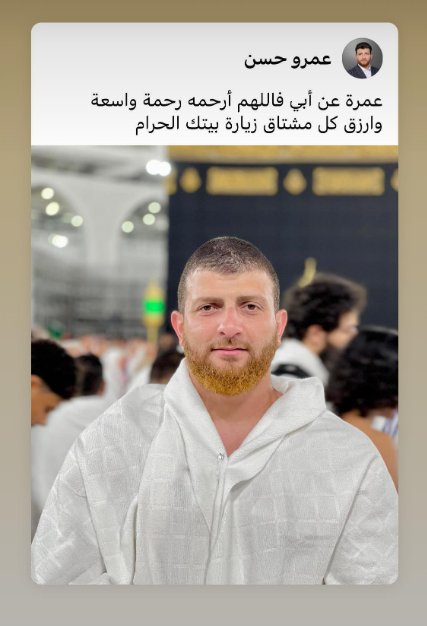 عمرو حسن
عمرة عن أبي فاللهم أرحمه رحمة واسعة
وارزق كل مشتاق زيارة بيتك الحرام